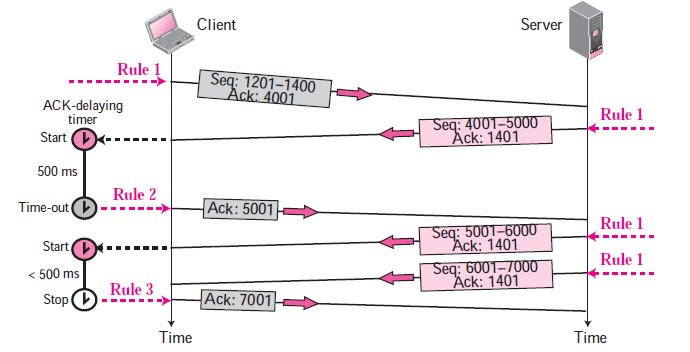 Client
Server
Rule 1
Seq: 1201–1400
Ack: 4001
ACK-delaying
timer
Start
Rule 1
Seq: 4001–5000
Ack: 1401
500 ms
Rule 2
Time-out
Ack: 5001
Rule 1
Seq: 5001–6000
Ack: 1401
Start
Rule 1
Seq: 6001–7000
Ack: 1401
< 500 ms
Rule 3
Stop
Ack: 7001
Time
Time